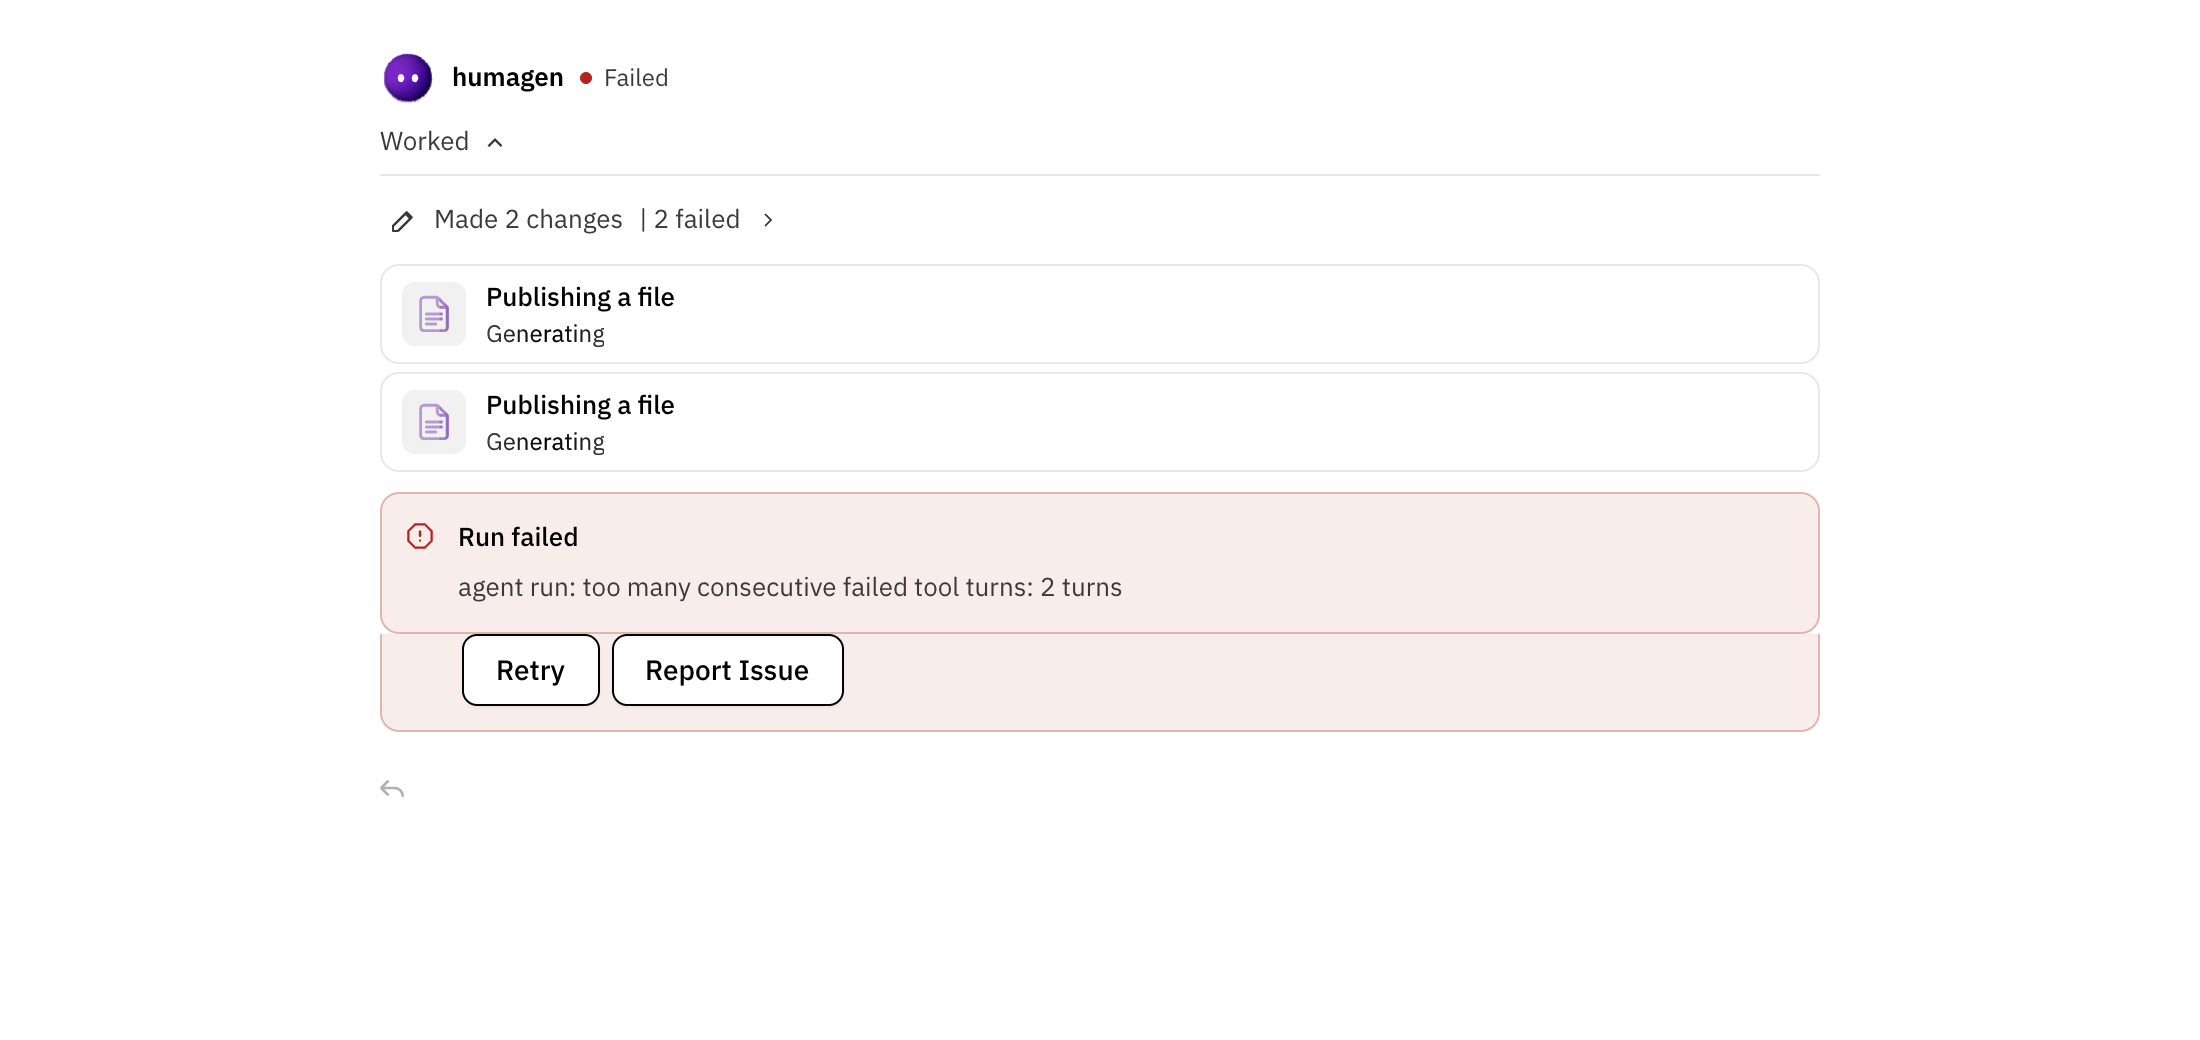 humagen Failed
Worked
Made 2 changes | 2 failed
Publishing a file
Generating
Publishing a file
Generating
Run failed
agent run: too many consecutive failed tool turns: 2 turns
Retry Report Issue